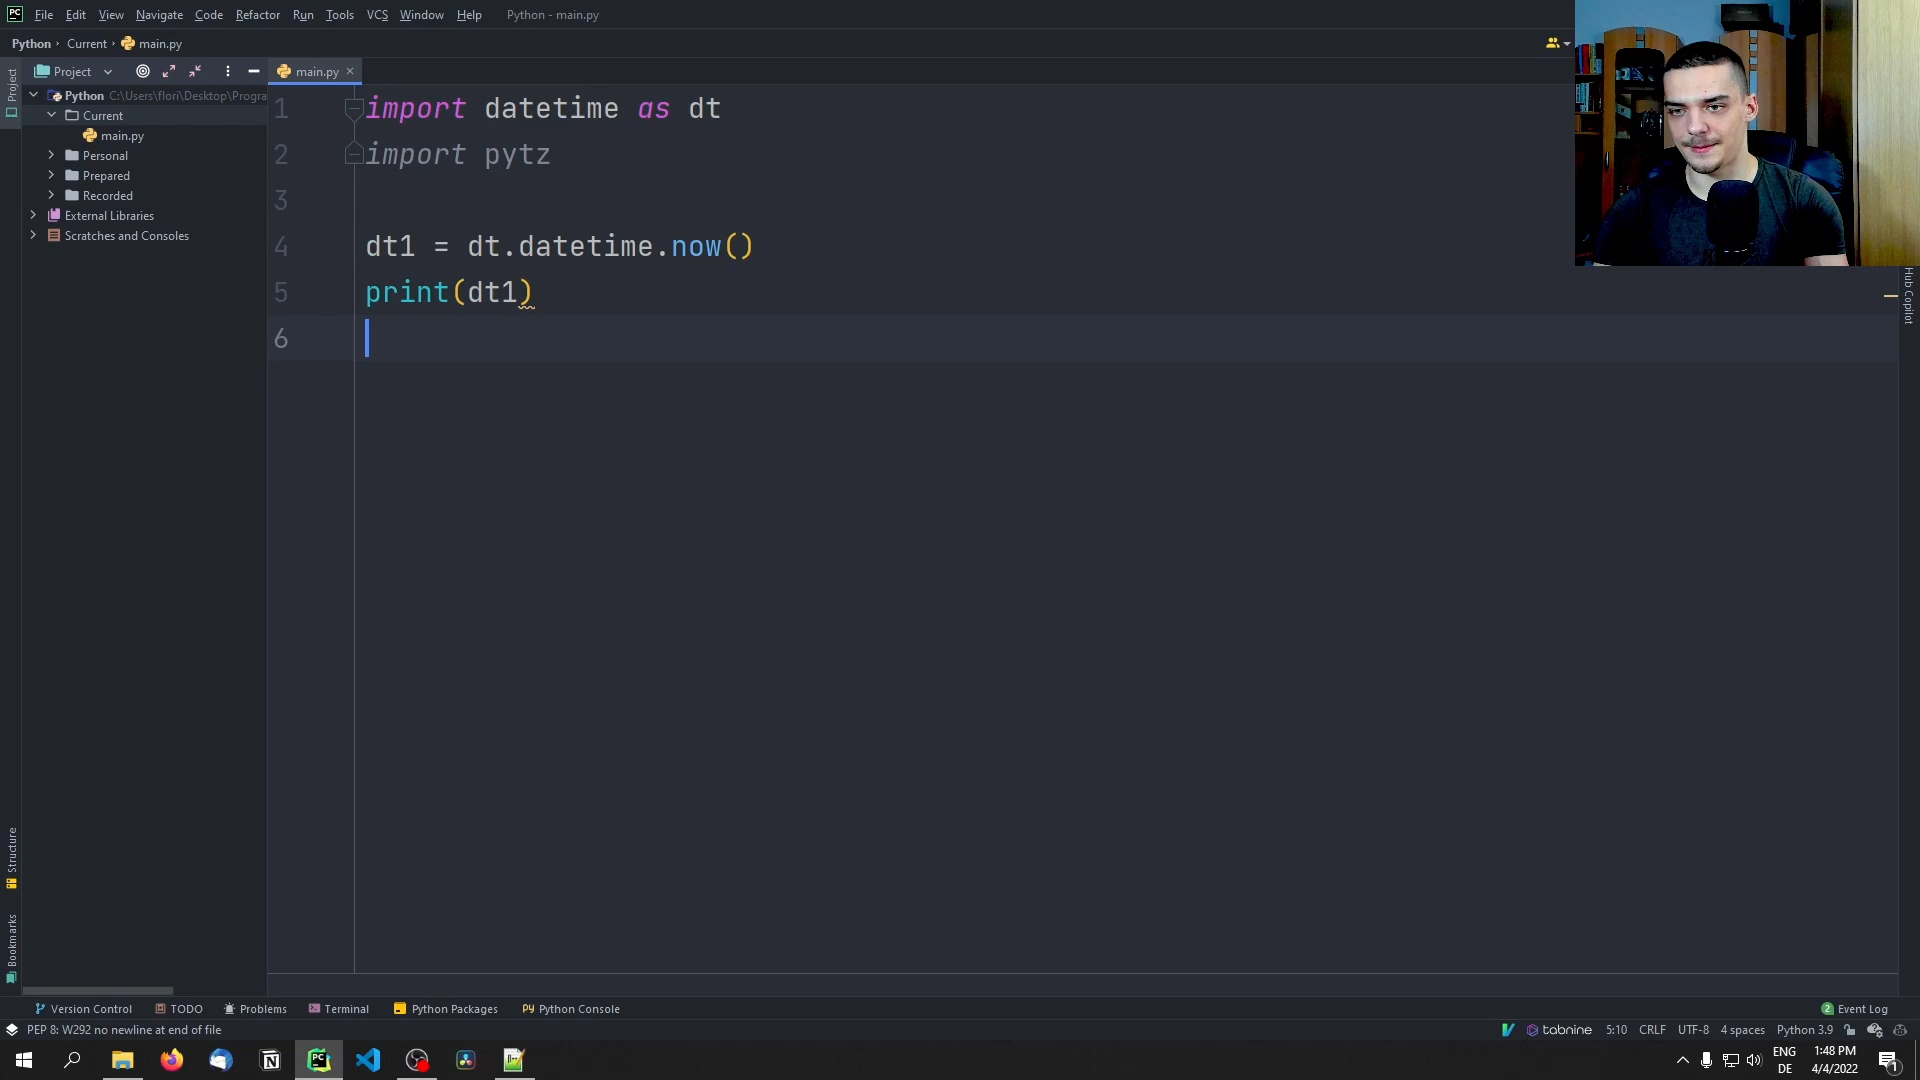 PC File Edit View Navigate Code Refactor Run Tools VCS Window Help Python - main.py
Python Current main.py
Project main.py
Project
Python C:\Users\flori\Desktop\Progra
Current
main.py
Personal
Prepared
Recorded
External Libraries
Scratches and Consoles
1 import datetime as dt
2 import pytz
3
4 dt1 = dt.datetime.now()
5 print(dt1)
6
Hub Copilot
Structure
Bookmarks
Version Control TODO Problems Terminal Python Packages Python Console 2 Event Log
PEP 8: W292 no newline at end of file tabnine 5:10 CRLF UTF-8 4 spaces Python 3.9
ENG 1:48 PM
DE 4/4/2022 1